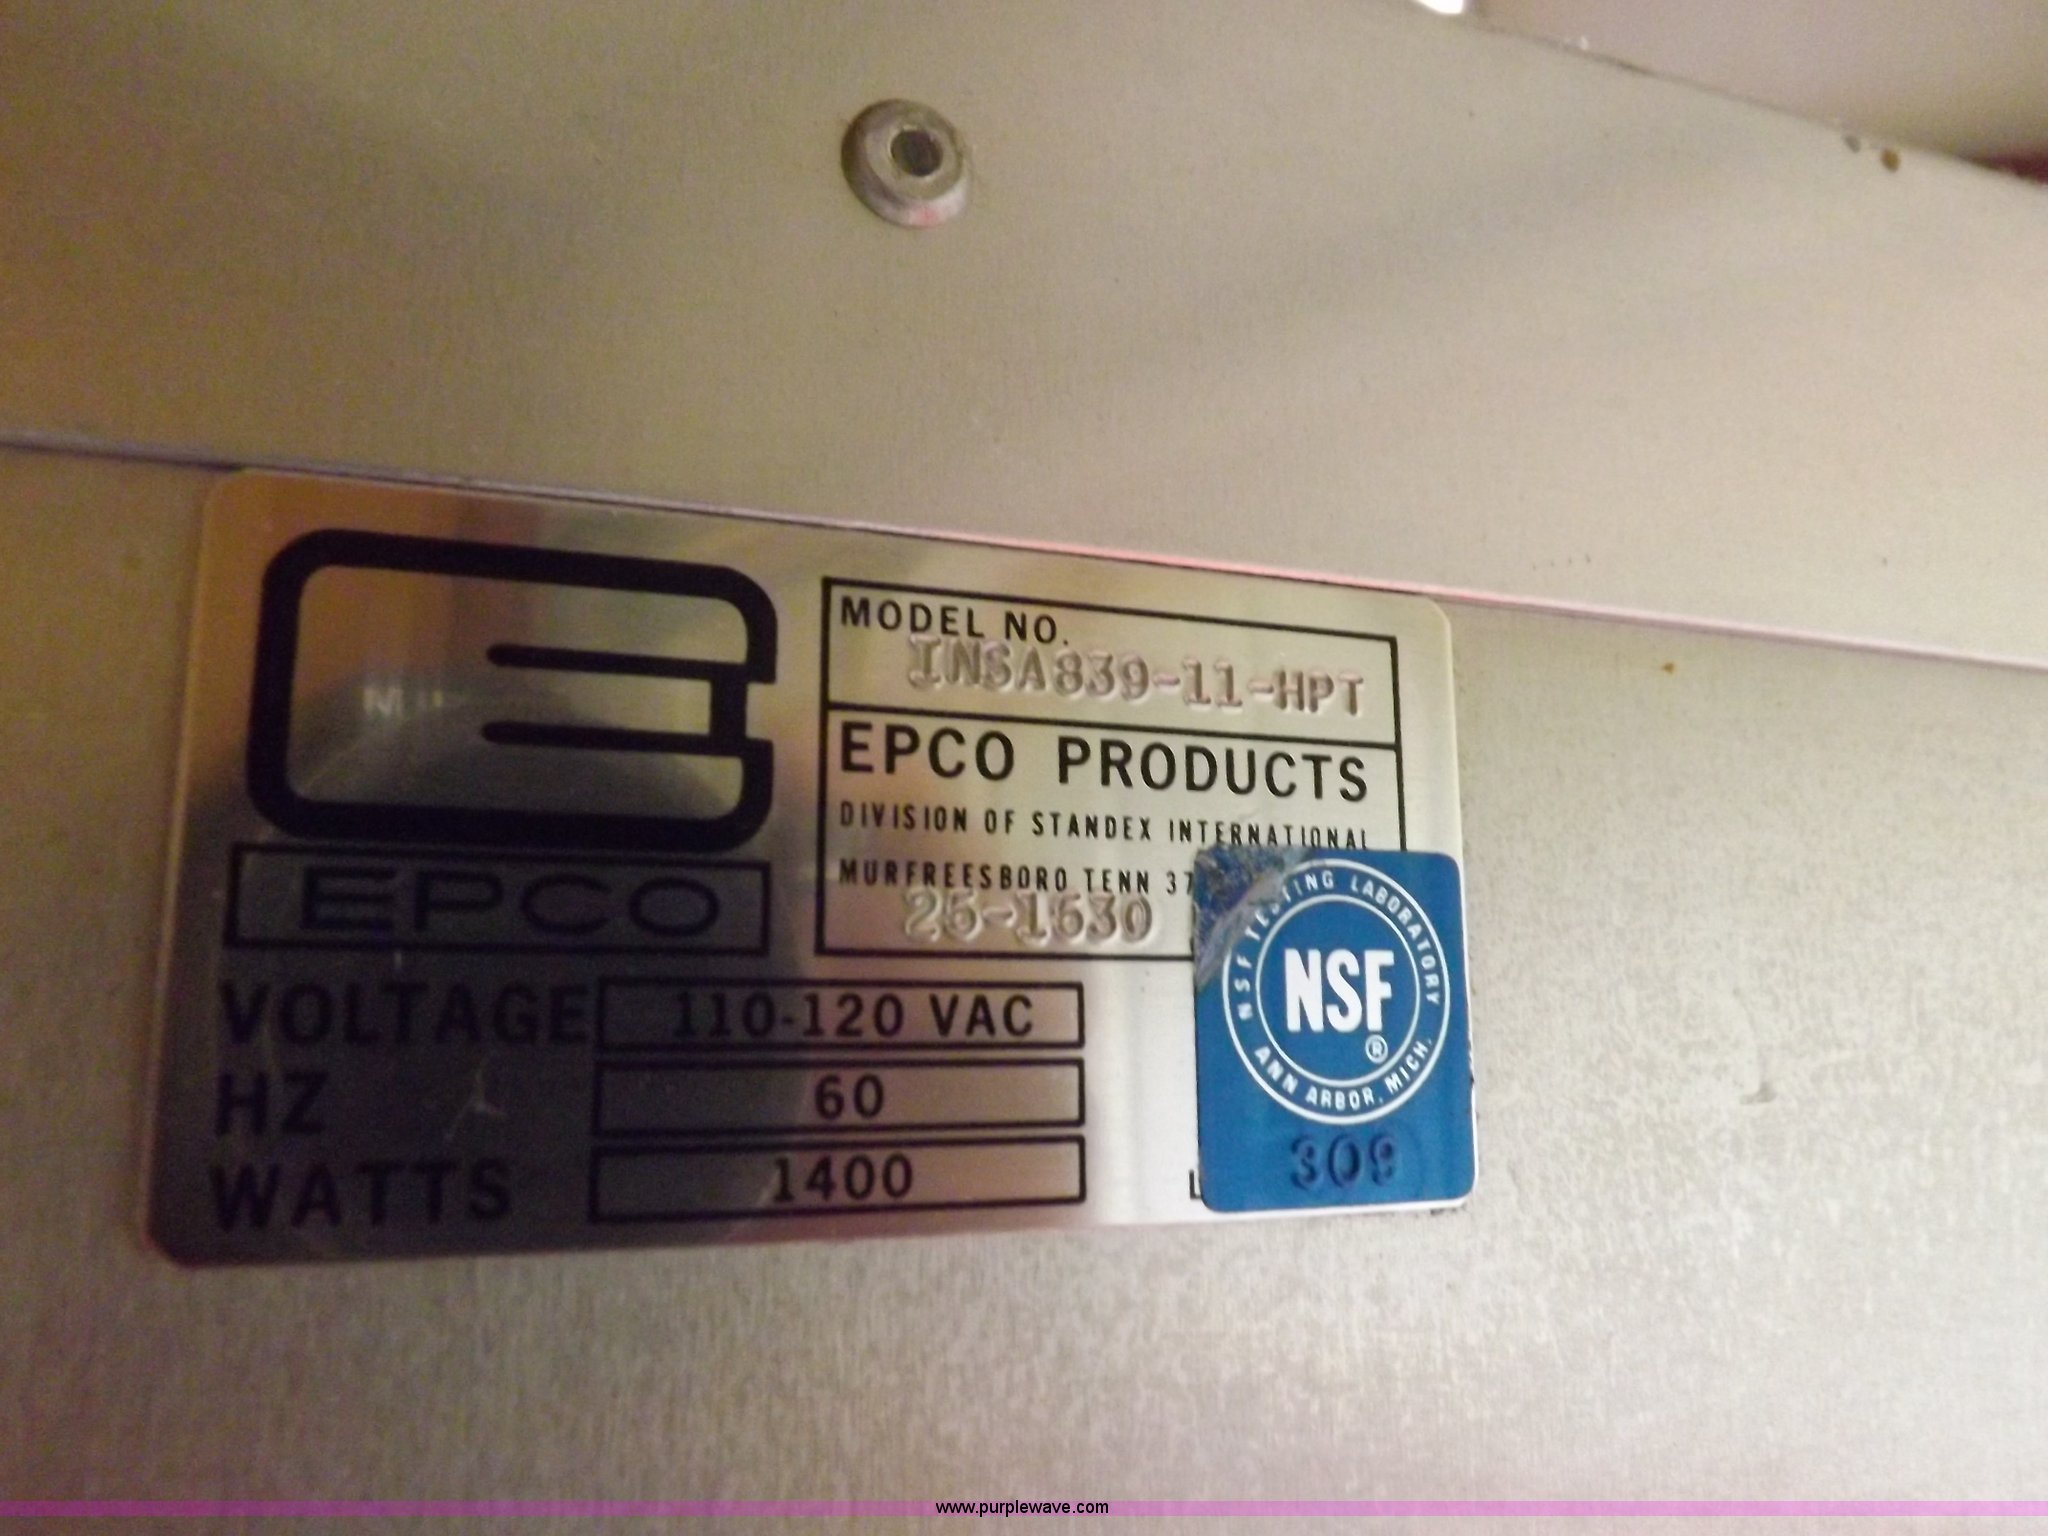 MODEL NO.
INSA839-11-HPT
EPCO PRODUCTS
DIVISION OF STANDEX INTERNATIONAL
MURFREESBORO TENN 37
25-1630
EPCO
VOLTAGE 110-120 VAC
HZ 60
WATTS 1400
NSF TESTING LABORATORY
NSF®
ANN ARBOR, MICH.
309
L
www.purplewave.com